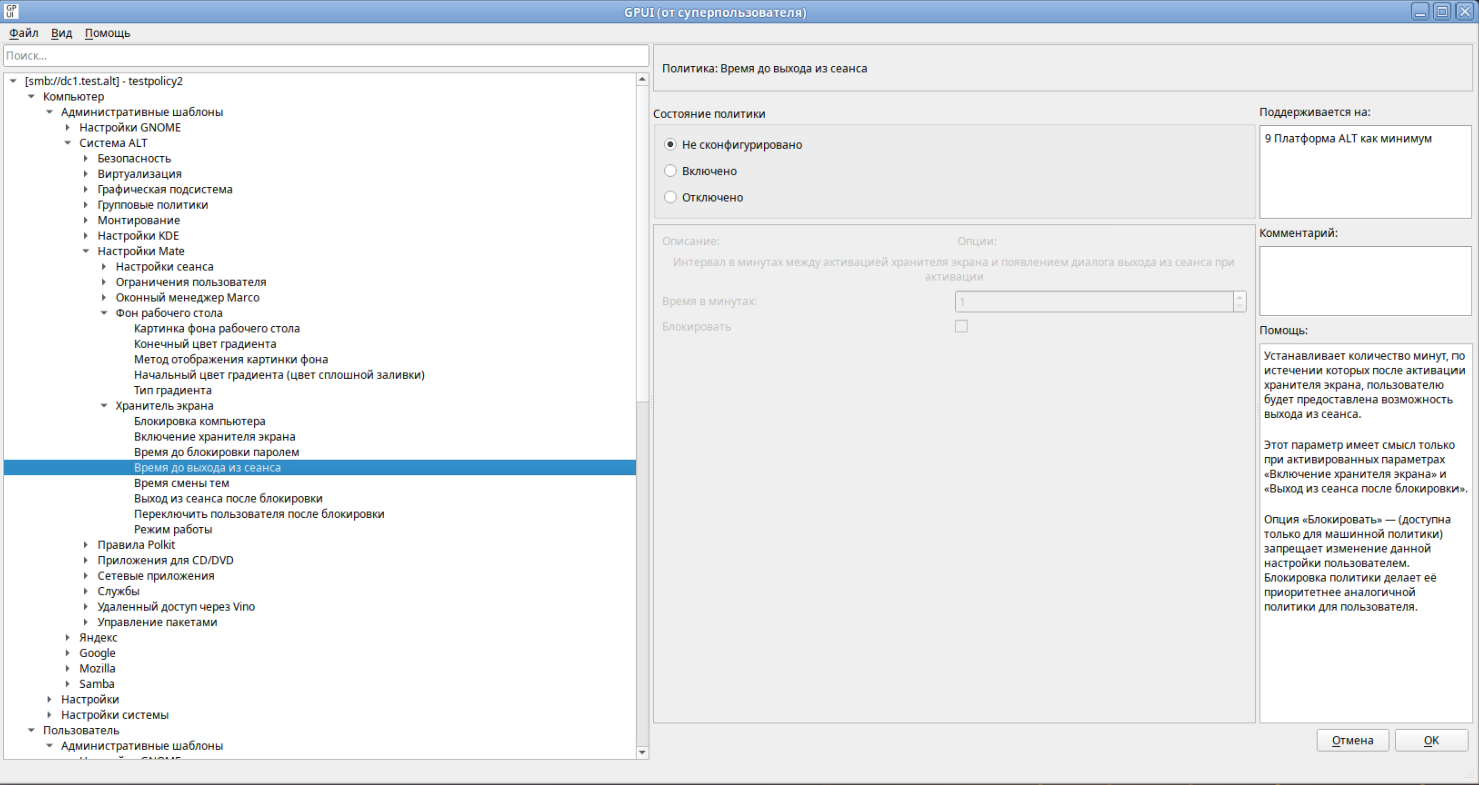 GP
UI
GPUI (от суперпользователя)
Файл Вид Помощь
Поиск...
[smb://dc1.test.alt] - testpolicy2
Компьютер
Административные шаблоны
Настройки GNOME
Система ALT
Безопасность
Виртуализация
Графическая подсистема
Групповые политики
Монтирование
Настройки KDE
Настройки Mate
Настройки сеанса
Ограничения пользователя
Оконный менеджер Marco
Фон рабочего стола
Картинка фона рабочего стола
Конечный цвет градиента
Метод отображения картинки фона
Начальный цвет градиента (цвет сплошной заливки)
Тип градиента
Хранитель экрана
Блокировка компьютера
Включение хранителя экрана
Время до блокировки паролем
Время до выхода из сеанса
Время смены тем
Выход из сеанса после блокировки
Переключить пользователя после блокировки
Режим работы
Правила Polkit
Приложения для CD/DVD
Сетевые приложения
Службы
Удаленный доступ через Vino
Управление пакетами
Яндекс
Google
Mozilla
Samba
Настройки
Настройки системы
Пользователь
Административные шаблоны
Политика: Время до выхода из сеанса
Состояние политики
Не сконфигурировано
Включено
Отключено
Описание: Опции:
Интервал в минутах между активацией хранителя экрана и появлением диалога выхода из сеанса при
активации
Время в минутах: 1
Блокировать
Поддерживается на:
9 Платформа ALT как минимум
Комментарий:
Помощь:
Устанавливает количество минут, по
истечении которых после активации
хранителя экрана, пользователю
будет предоставлена возможность
выхода из сеанса.
Этот параметр имеет смысл только
при активированных параметрах
«Включение хранителя экрана» и
«Выход из сеанса после блокировки».
Опция «Блокировать» — (доступна
только для машинной политики)
запрещает изменение данной
настройки пользователем.
Блокировка политики делает её
приоритетнее аналогичной
политики для пользователя.
Отмена OK